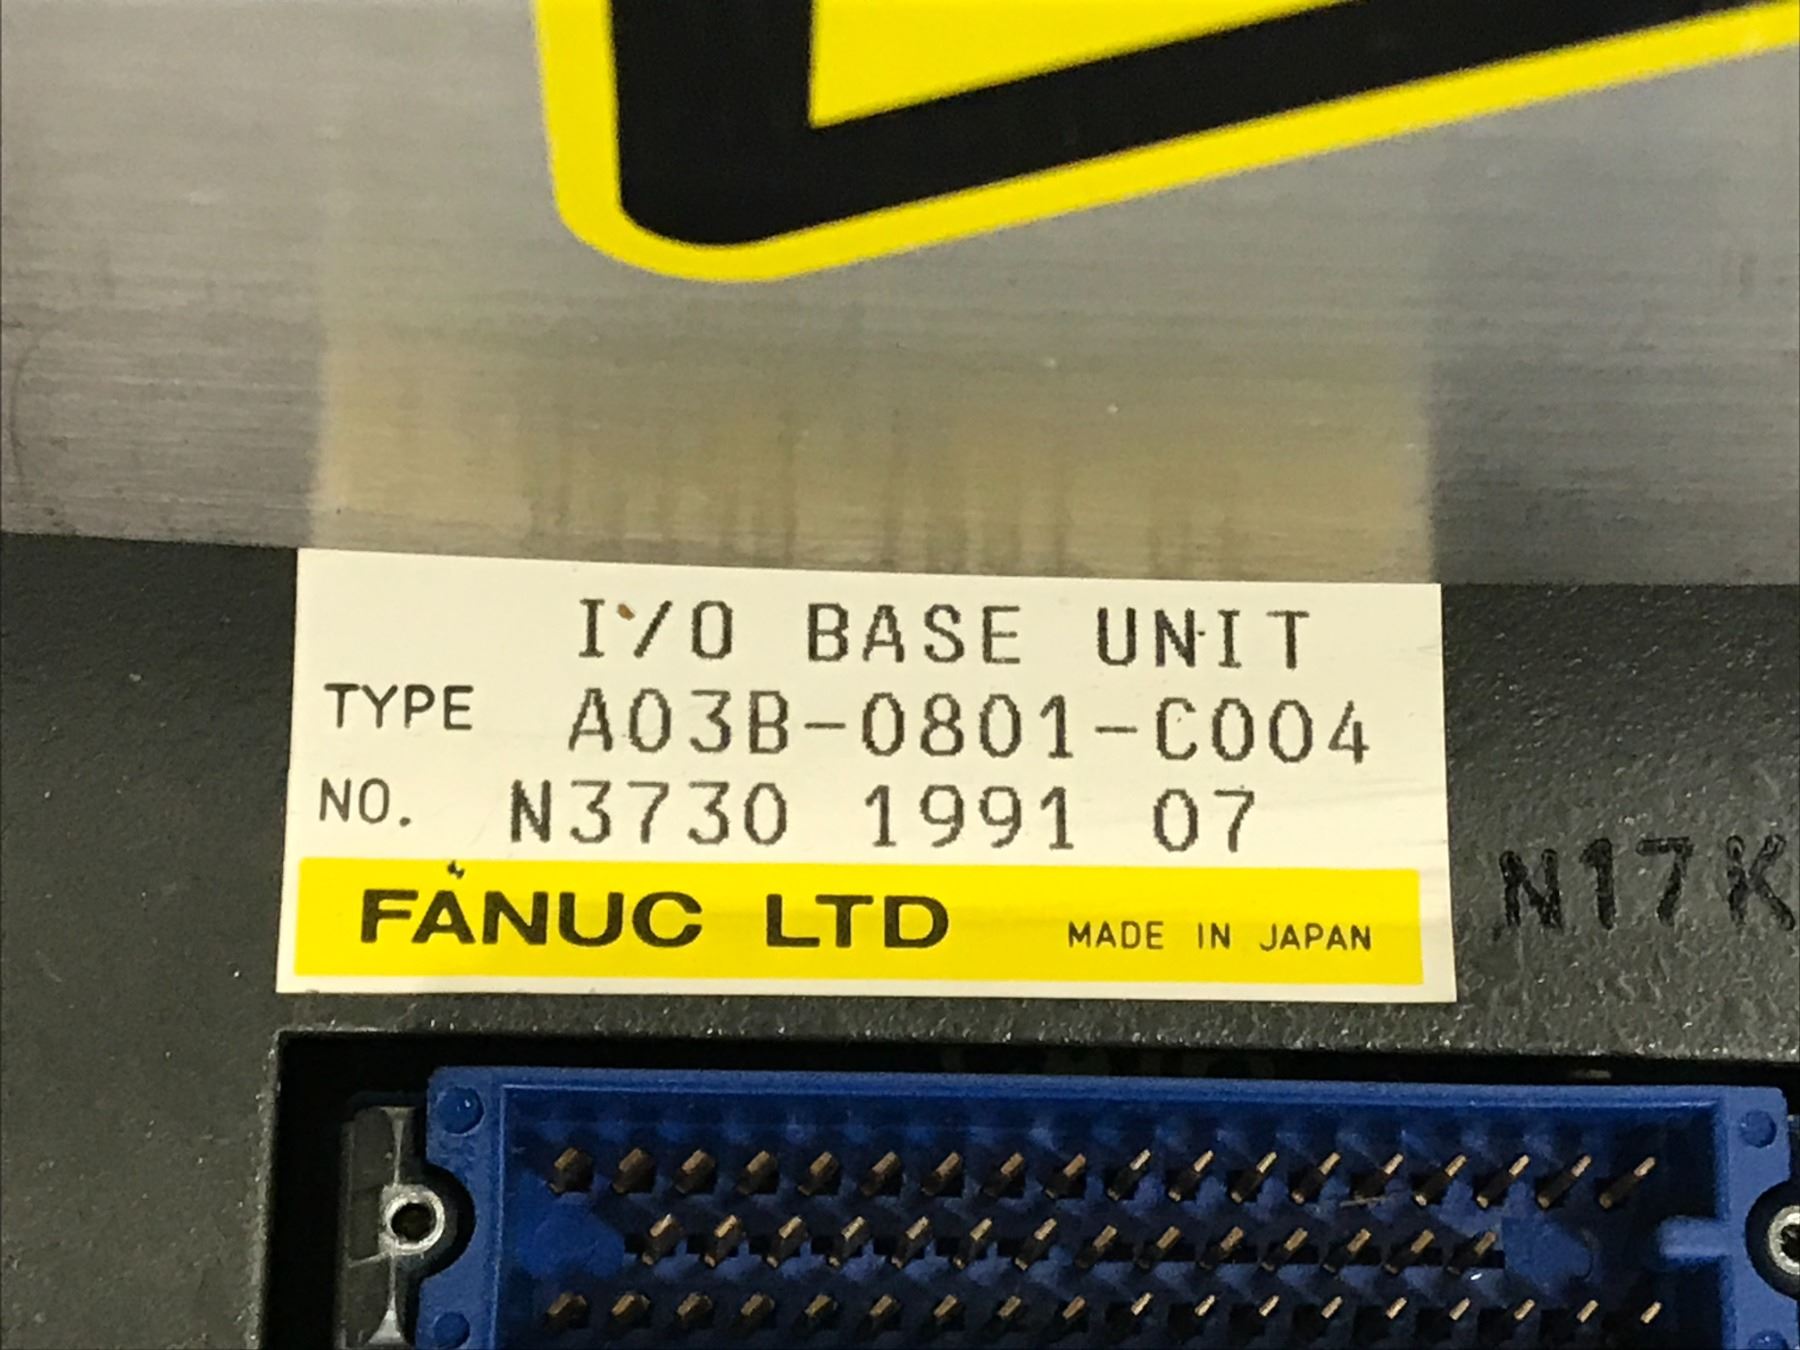 I/O BASE UNIT
TYPE A03B-0801-C004
NO. N3730 1991 07
FANUC LTD MADE IN JAPAN
N17K